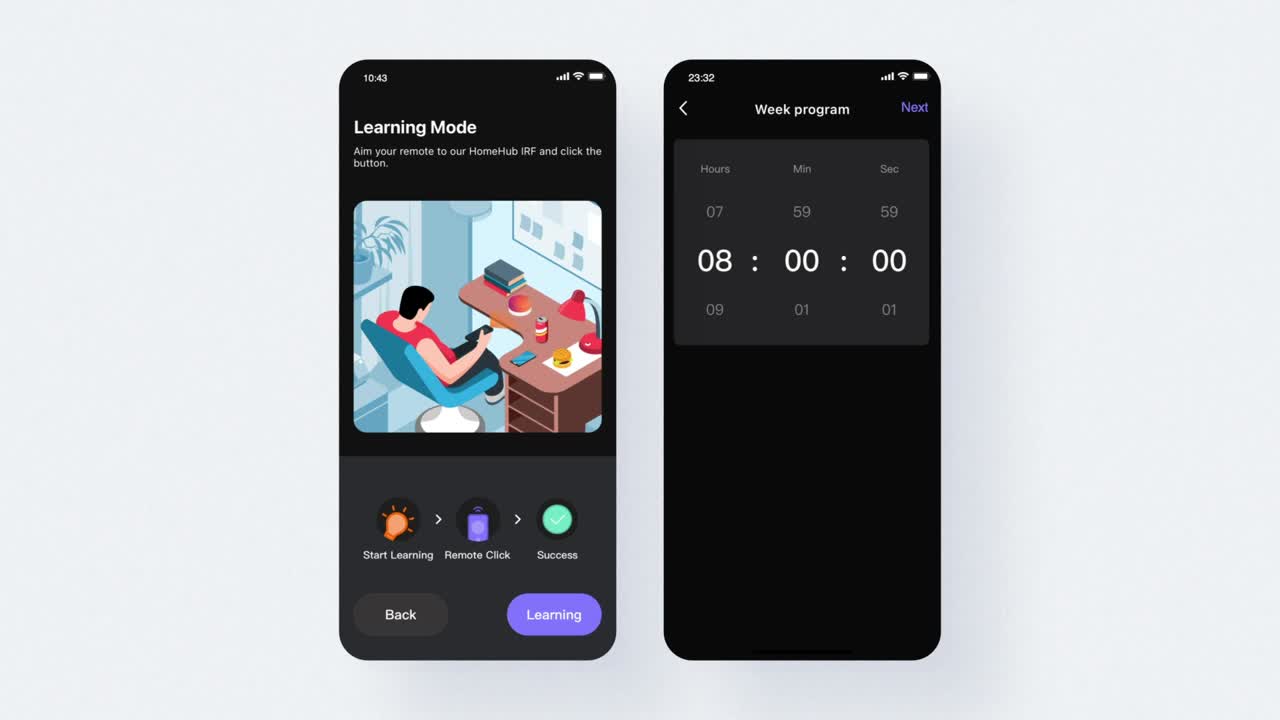 10:43
Learning Mode
Aim your remote to our HomeHub IRF and click the
button.
Start Learning
Remote Click
Success
Back
Learning
23:32
Week program
Next
Hours Min Sec
07 59 59
08 : 00 : 00
09 01 01